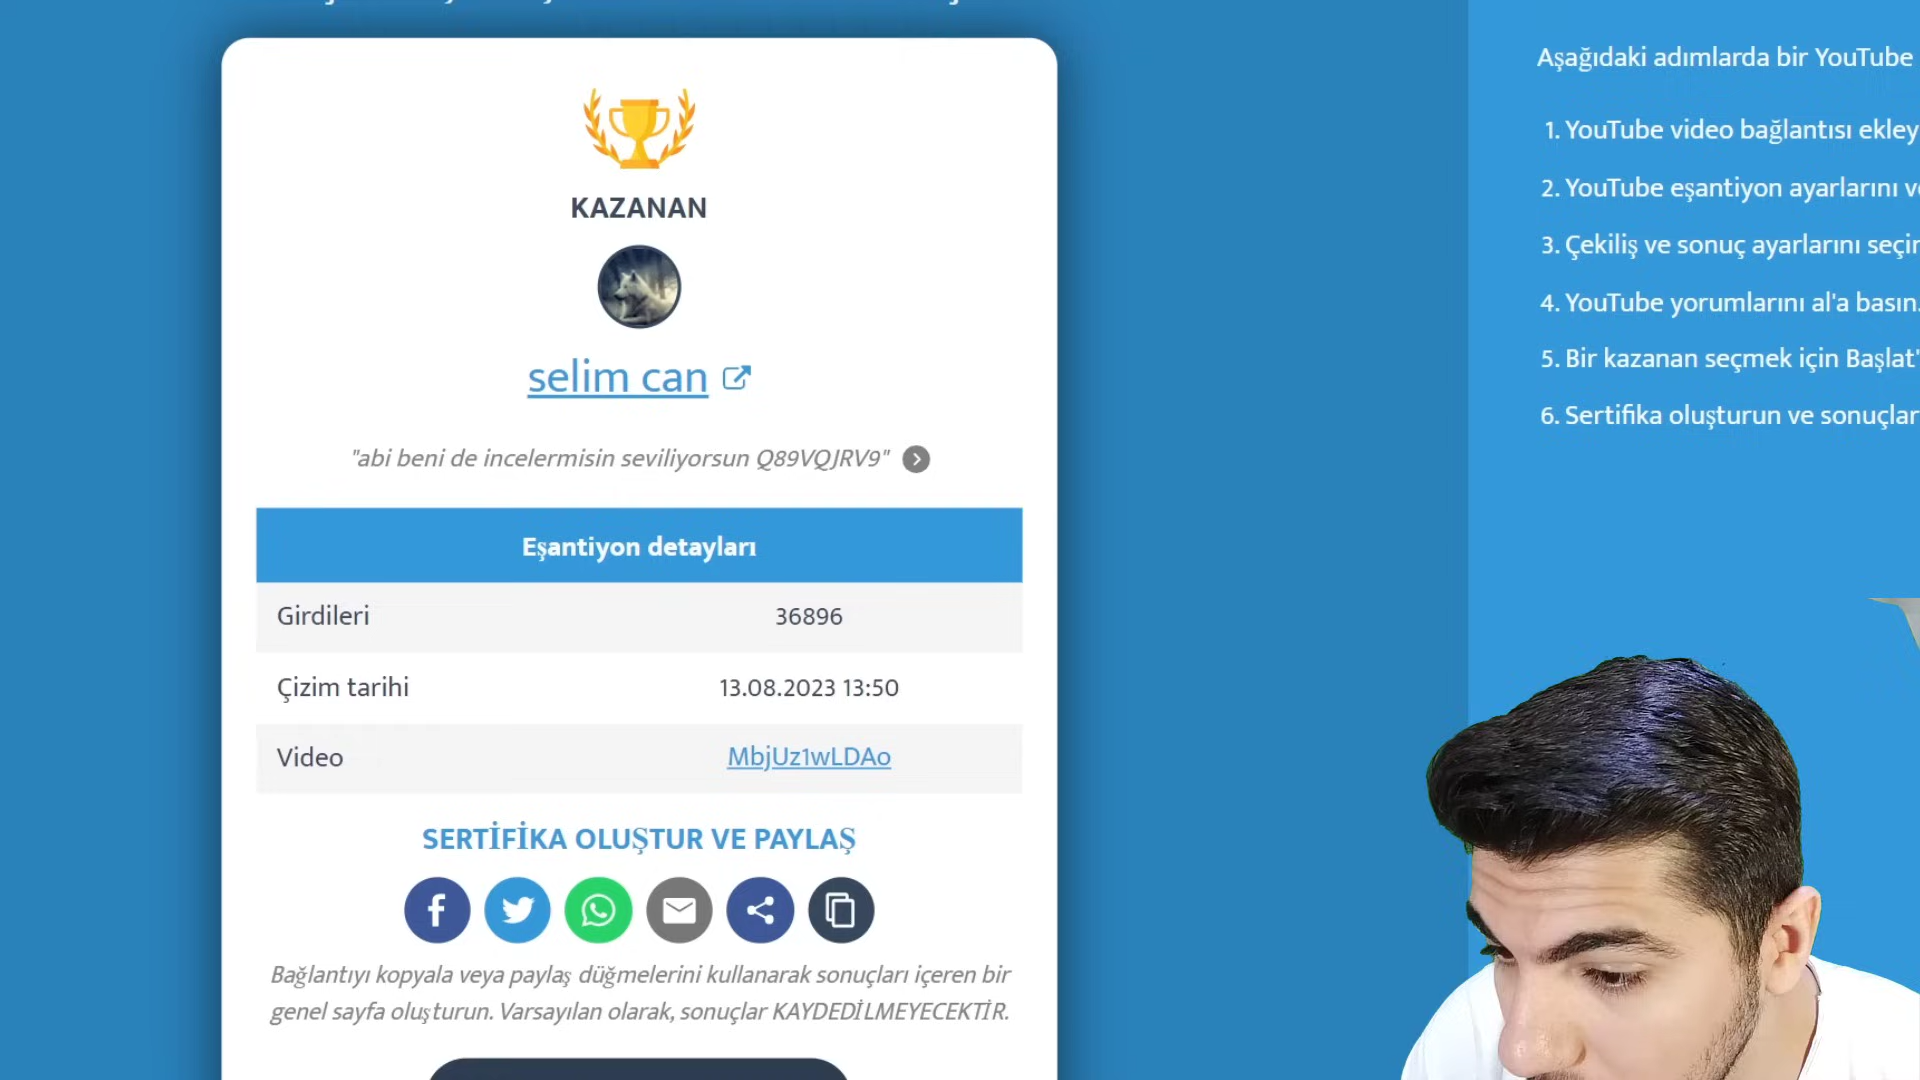 KAZANAN
selim can
"abi beni de incelermisin seviliyorsun Q89VQJRV9"
Eşantiyon detayları
Girdileri 36896
Çizim tarihi 13.08.2023 13:50
Video MbjUz1wLDAo
SERTİFİKA OLUŞTUR VE PAYLAŞ
Bağlantıyı kopyala veya paylaş düğmelerini kullanarak sonuçları içeren bir
genel sayfa oluşturun. Varsayılan olarak, sonuçlar KAYDEDİLMEYECEKTİR.
Aşağıdaki adımlarda bir YouTube
1. YouTube video bağlantısı ekley
2. YouTube eşantiyon ayarlarını v
3. Çekiliş ve sonuç ayarlarını seçi
4. YouTube yorumlarını al'a basın.
5. Bir kazanan seçmek için Başlat'
6. Sertifika oluşturun ve sonuçlar